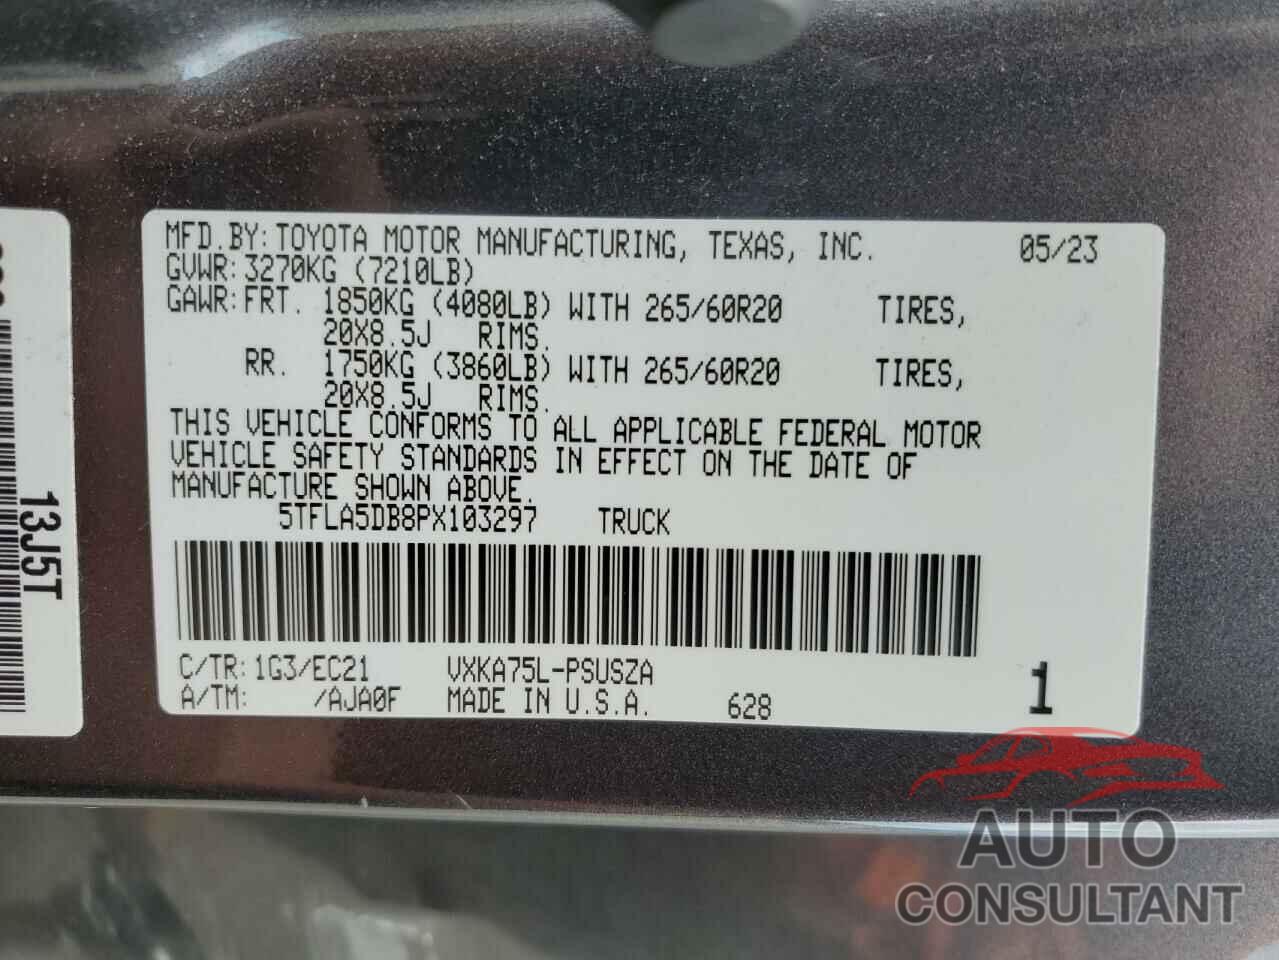 MFD.BY:TOYOTA MOTOR MANUFACTURING, TEXAS, INC. 05/23
GVWR:3270KG (7210LB)
GAWR:FRT. 1850KG (4080LB) WITH 265/60R20 TIRES,
20X8.5J RIMS.
RR. 1750KG (3860LB) WITH 265/60R20 TIRES,
20X8.5J RIMS.
THIS VEHICLE CONFORMS TO ALL APPLICABLE FEDERAL MOTOR
VEHICLE SAFETY STANDARDS IN EFFECT ON THE DATE OF
MANUFACTURE SHOWN ABOVE.
5TFLA5DB8PX103297 TRUCK
C/TR:1G3/EC21 VXKA75L-PSUSZA
A/TM: /AJA0F MADE IN U.S.A. 628 1
13J5T
AUTO
CONSULTANT